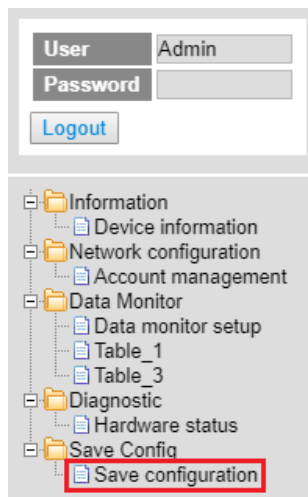 User Admin
Password
Logout
Information
Device information
Network configuration
Account management
Data Monitor
Data monitor setup
Table_1
Table_3
Diagnostic
Hardware status
Save Config
Save configuration